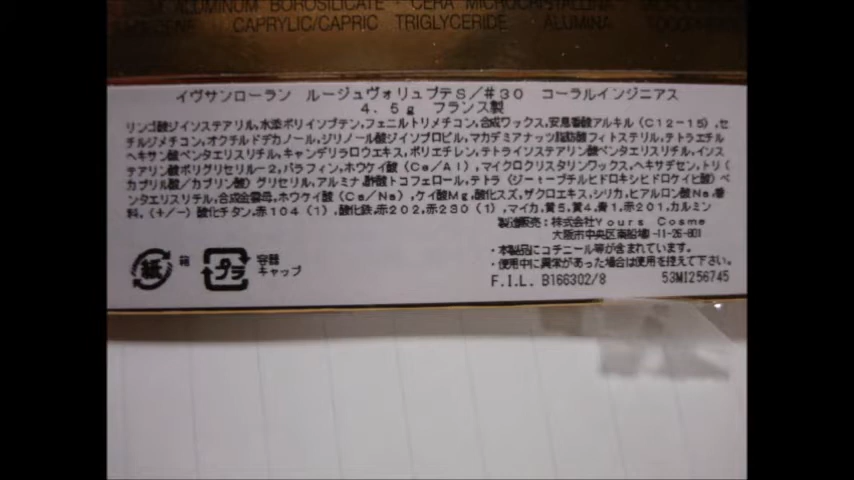 ALUMINUM BOROSILICATE • CERA MICROCRISTALLINA
CAPRYLIC/CAPRIC TRIGLYCERIDE ALUMINA
イヴサンローラン ルージュヴォリュプテS/#30 コーラルインジニアス
4.5g フランス製
リンゴ酸ジイソステアリル,水添ポリイソブテン,フェニルトリメチコン,合成ワックス,安息香酸アルキル(C12-15),セ
チルジメチコン,オクチルドデカノール,ジリノール酸ジイソプロピル,マカデミアナッツ脂肪酸フィトステリル,テトラエチル
ヘキサン酸ペンタエリスリチル,キャンデリラロウエキス,ポリエチレン,テトライソステアリン酸ペンタエリスリチル,イソス
テアリン酸ポリグリセリル-2,パラフィン,ホウケイ酸(Ca/Al),マイクロクリスタリンワックス,ヘキサデセン,トリ(
カプリル酸/カプリン酸)グリセリル,アルミナ,酢酸トコフェロール,テトラ(ジ-t-ブチルヒドロキシヒドロケイヒ酸)ペ
ンタエリスリチル,合成金雲母,ホウケイ酸(Ca/Na),ケイ酸Mg,酸化スズ,ザクロエキス,シリカ,ヒアルロン酸Na,香
料,(+/-)酸化チタン,赤104(1),酸化鉄,赤202,赤230(1),マイカ,黄5,黄4,青1,赤201,カルミン
製造販売:株式会社Yours Cosme
大阪市中央区南船場1-11-26-801
・本製品にコチニール等が含まれています。
・使用中に異常があった場合は使用を控えて下さい。
紙 箱 プラ 容器
キャップ
F.I.L. B166302/8 53MI256745